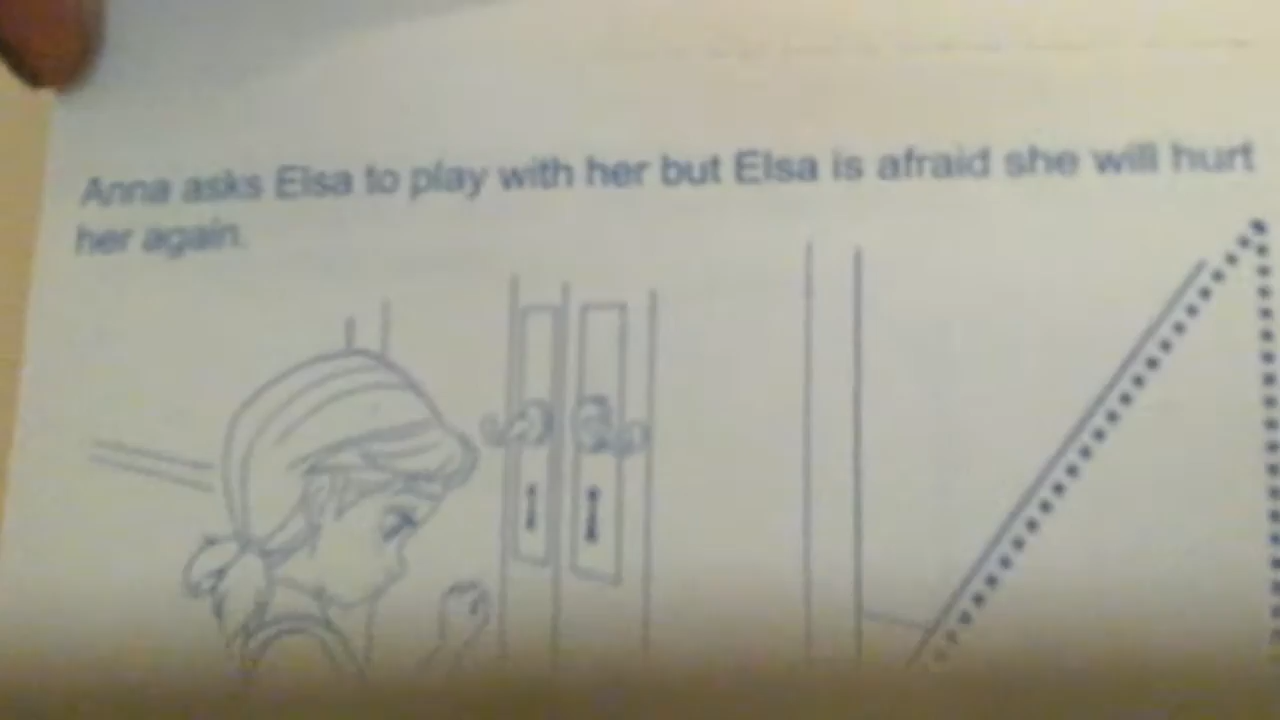 Anna asks Elsa to play with her but Elsa is afraid she will hurt
her again.